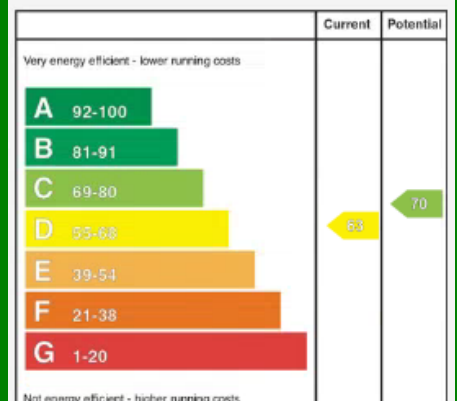 Current Potential
Very energy efficient - lower running costs
A 92-100
B 81-91
C 69-80
70
D 55-68 63
E 39-54
F 21-38
G 1-20
Not energy efficient - higher running costs